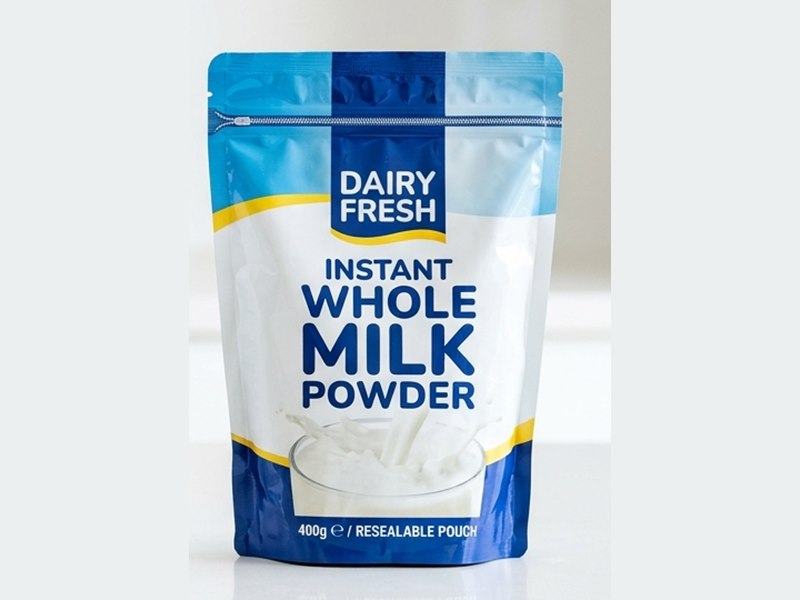 DAIRY
FRESH
INSTANT
WHOLE
MILK
POWDER
400g ℮ / RESEALABLE POUCH